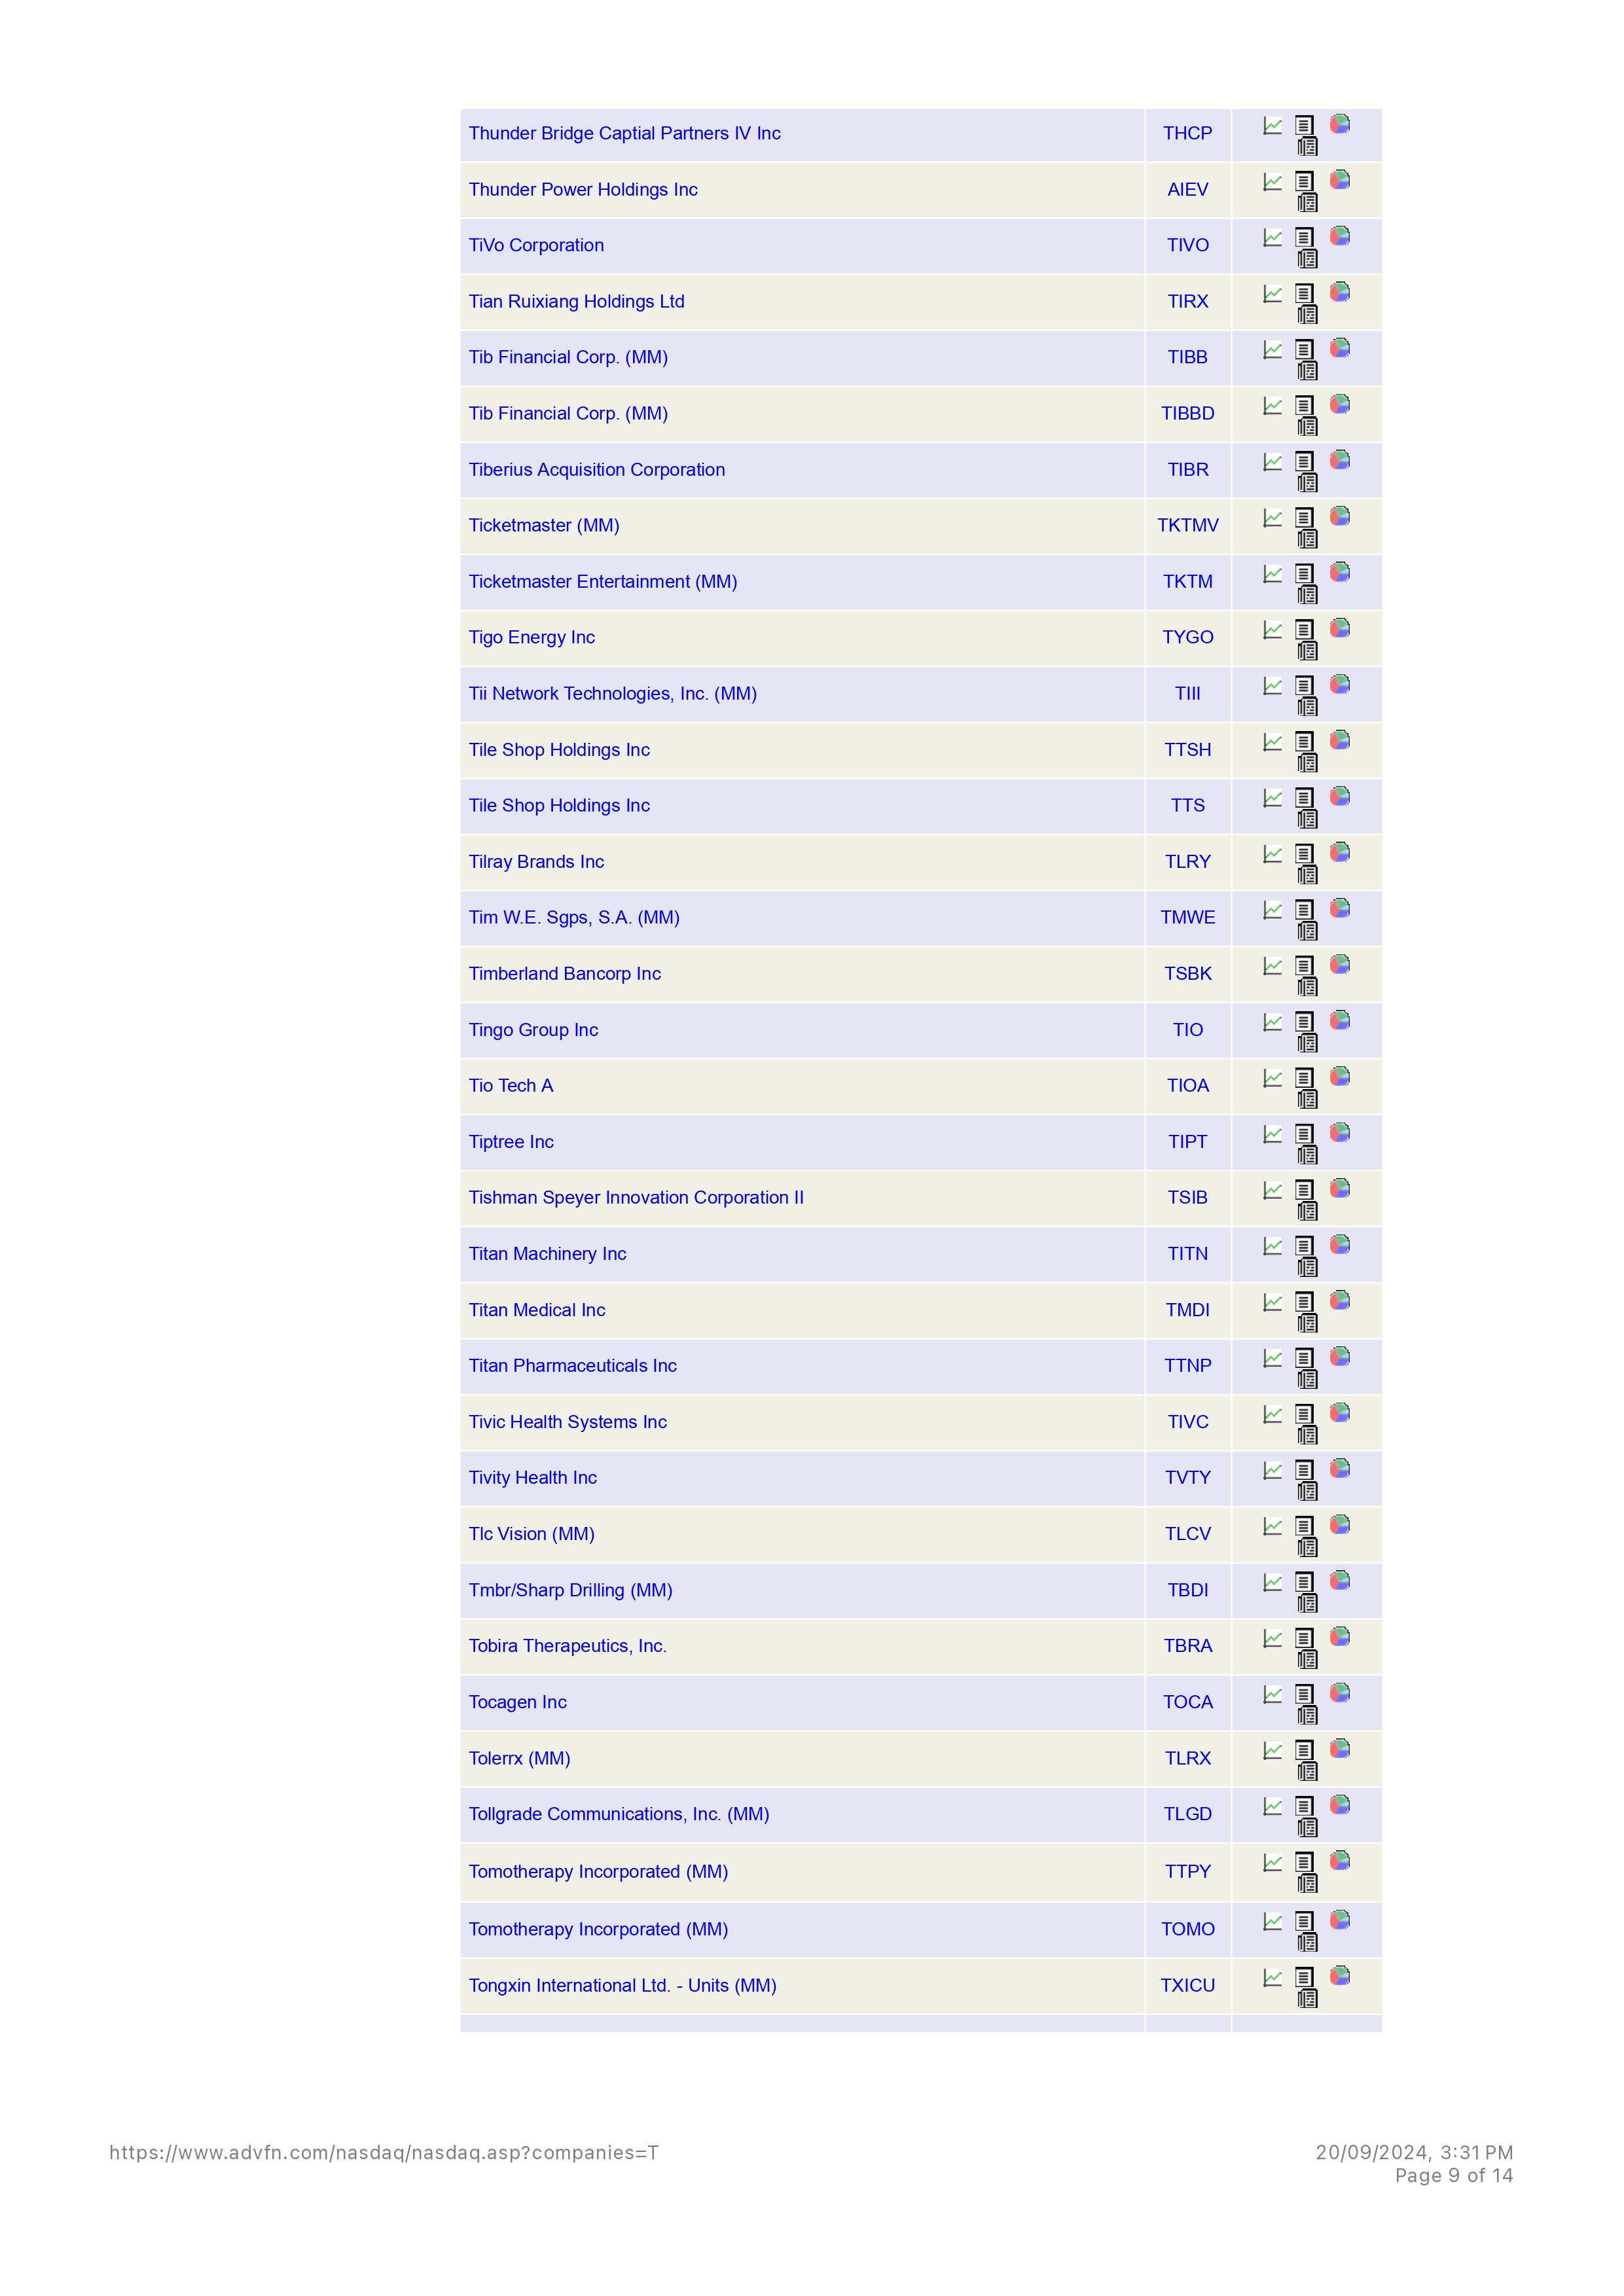 Thunder Bridge Captial Partners IV Inc THCP
Thunder Power Holdings Inc AIEV
TiVo Corporation TIVO
Tian Ruixiang Holdings Ltd TIRX
Tib Financial Corp. (MM) TIBB
Tib Financial Corp. (MM) TIBBD
Tiberius Acquisition Corporation TIBR
Ticketmaster (MM) TKTMV
Ticketmaster Entertainment (MM) TKTM
Tigo Energy Inc TYGO
Tii Network Technologies, Inc. (MM) TIII
Tile Shop Holdings Inc TTSH
Tile Shop Holdings Inc TTS
Tilray Brands Inc TLRY
Tim W.E. Sgps, S.A. (MM) TMWE
Timberland Bancorp Inc TSBK
Tingo Group Inc TIO
Tio Tech A TIOA
Tiptree Inc TIPT
Tishman Speyer Innovation Corporation II TSIB
Titan Machinery Inc TITN
Titan Medical Inc TMDI
Titan Pharmaceuticals Inc TTNP
Tivic Health Systems Inc TIVC
Tivity Health Inc TVTY
Tlc Vision (MM) TLCV
Tmbr/Sharp Drilling (MM) TBDI
Tobira Therapeutics, Inc. TBRA
Tocagen Inc TOCA
Tolerrx (MM) TLRX
Tollgrade Communications, Inc. (MM) TLGD
Tomotherapy Incorporated (MM) TTPY
Tomotherapy Incorporated (MM) TOMO
Tongxin International Ltd. - Units (MM) TXICU
https://www.advfn.com/nasdaq/nasdaq.asp?companies=T 20/09/2024, 3:31 PM
Page 9 of 14